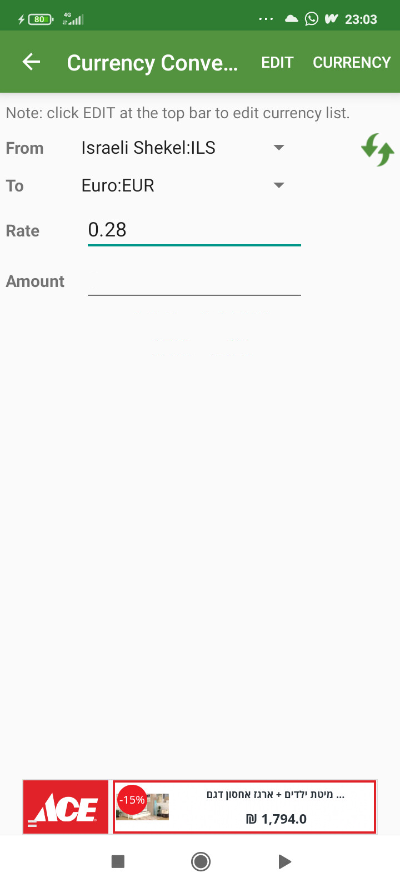 80
4G
23:03
Currency Conve... EDIT CURRENCY
Note: click EDIT at the top bar to edit currency list.
From Israeli Shekel:ILS
To Euro:EUR
Rate 0.28
Amount
ACE
-15%
מיטת ילדים + ארגז אחסון דגם ...
₪ 1,794.0